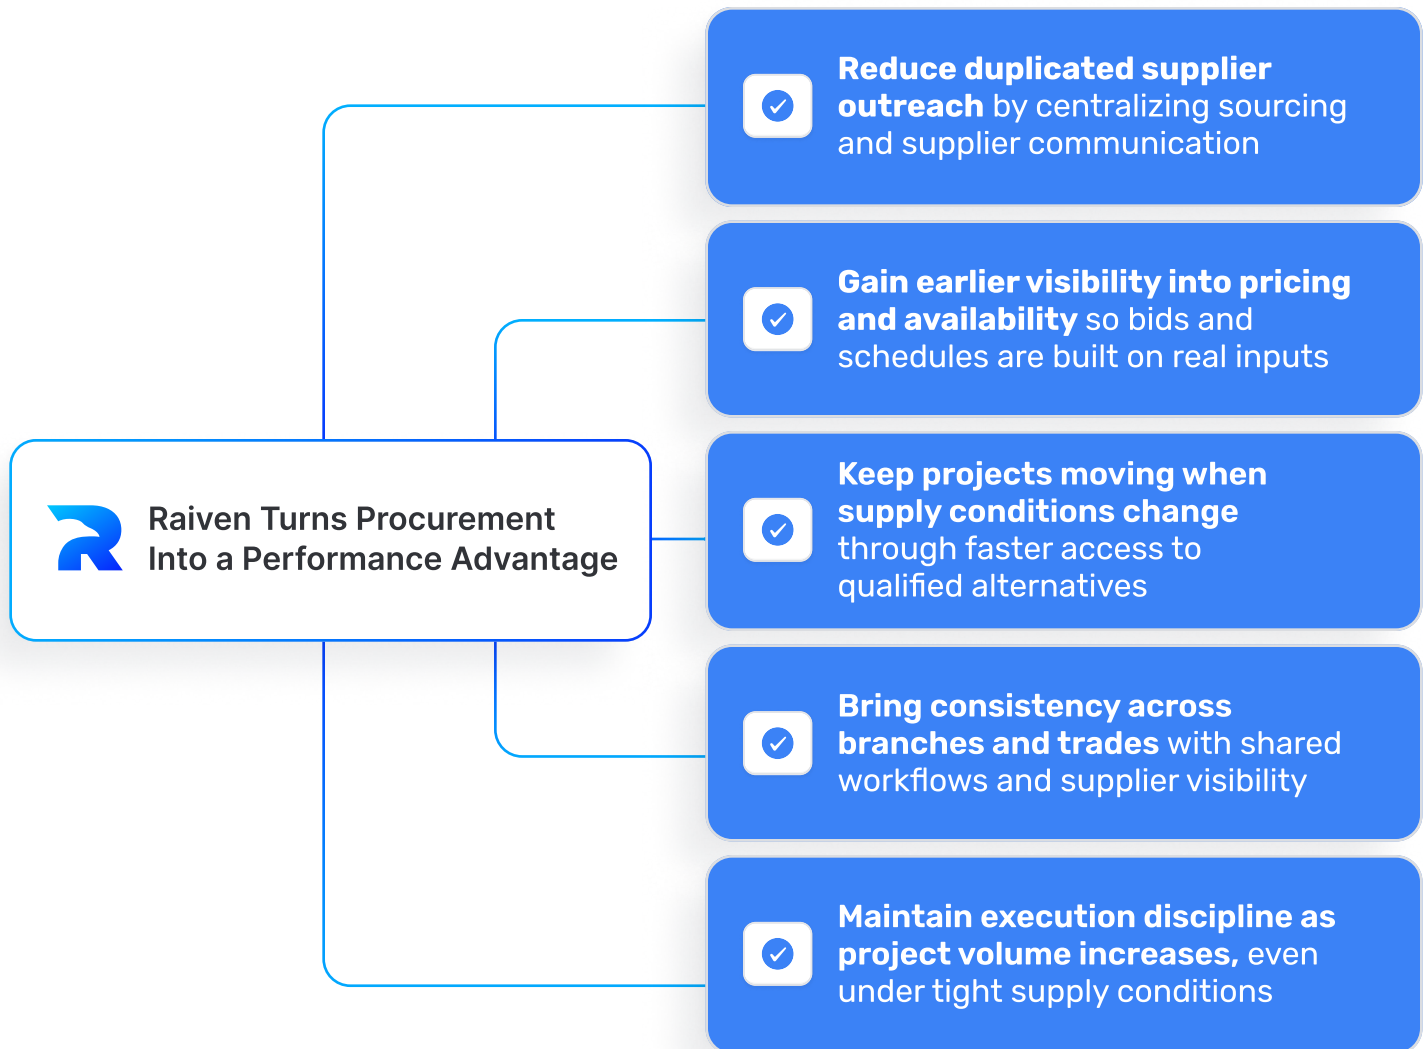 Reduce duplicated supplier
outreach by centralizing sourcing
and supplier communication
Gain earlier visibility into pricing
and availability so bids and
schedules are built on real inputs
Raiven Turns Procurement
Into a Performance Advantage
Keep projects moving when
supply conditions change
through faster access to
qualified alternatives
Bring consistency across
branches and trades with shared
workflows and supplier visibility
Maintain execution discipline as
project volume increases, even
under tight supply conditions